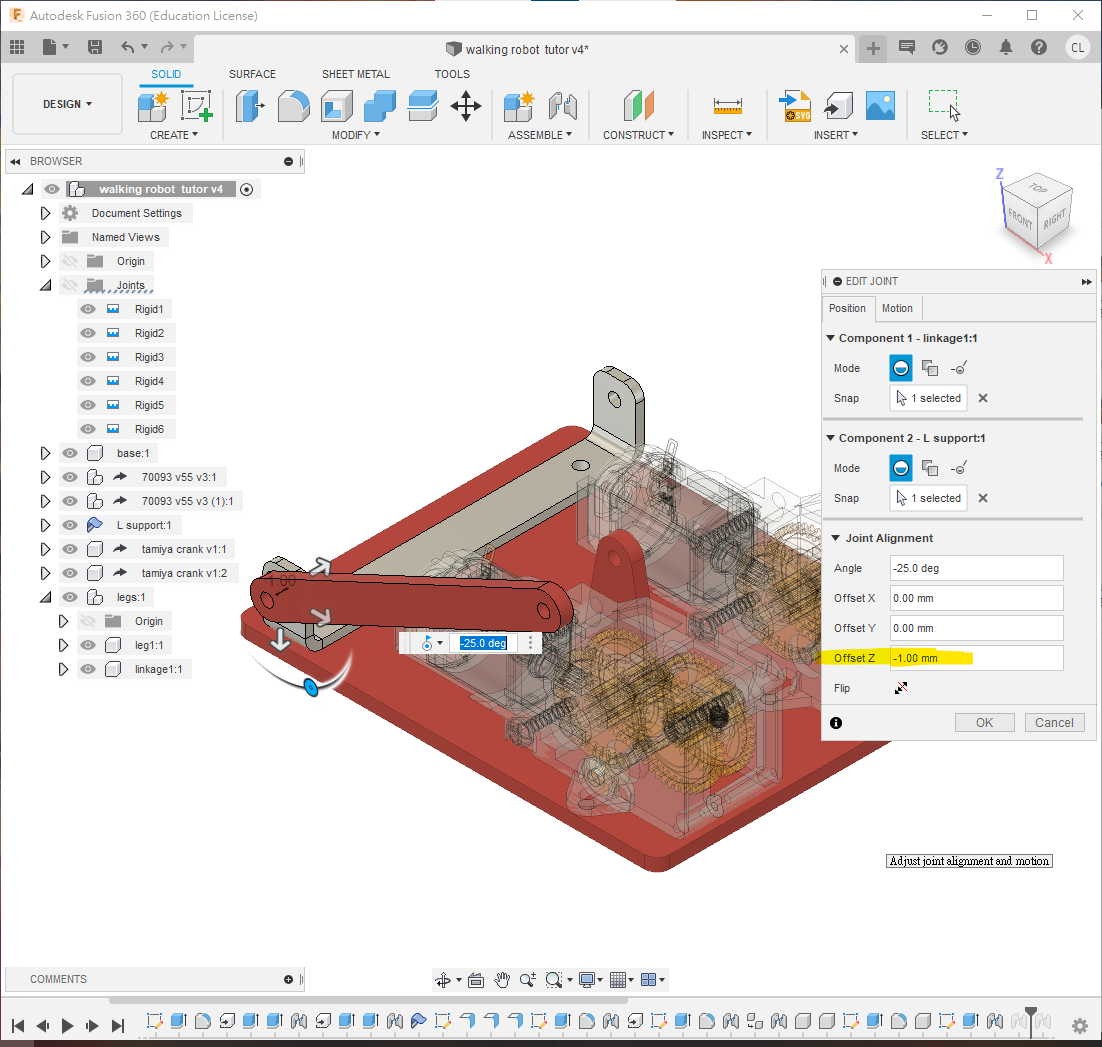 Autodesk Fusion 360 (Education License)
walking robot tutor v4*
CL
DESIGN
SOLID
SURFACE
SHEET METAL
TOOLS
CREATE
MODIFY
ASSEMBLE
CONSTRUCT
INSPECT
SVG
INSERT
SELECT
BROWSER
walking robot tutor v4
Document Settings
Named Views
Origin
Joints
Rigid1
Rigid2
Rigid3
Rigid4
Rigid5
Rigid6
base:1
70093 v55 v3:1
70093 v55 v3 (1):1
L support:1
tamiya crank v1:1
tamiya crank v1:2
legs:1
Origin
leg1:1
linkage1:1
Z
TOP
FRONT
RIGHT
X
1.00
-25.0 deg
EDIT JOINT
Position
Motion
Component 1 - linkage1:1
Mode
Snap
1 selected
Component 2 - L support:1
Mode
Snap
1 selected
Joint Alignment
Angle
-25.0 deg
Offset X
0.00 mm
Offset Y
0.00 mm
Offset Z
-1.00 mm
Flip
OK
Cancel
Adjust joint alignment and motion
COMMENTS